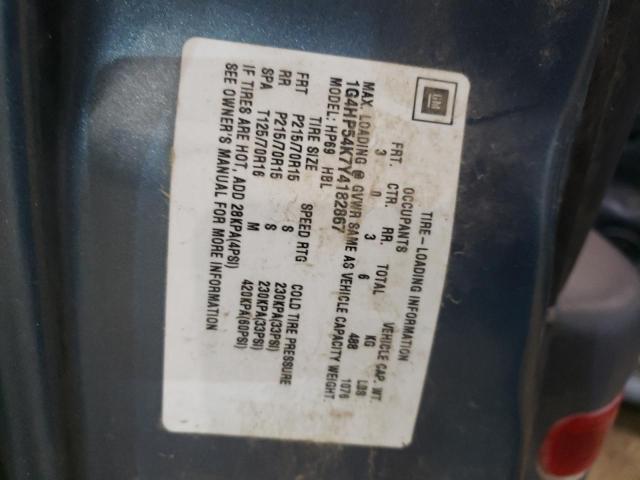 GM
TIRE-LOADING INFORMATION
OCCUPANTS VEHICLE CAP. WT.
FRT. CTR. RR. TOTAL KG LBS
3 0 3 6 488 1076
MAX. LOADING @ GVWR SAME AS VEHICLE CAPACITY WEIGHT.
1G4HP54K7Y4182867
MODEL: HP69 HBL
TIRE SIZE SPEED RTG COLD TIRE PRESSURE
FRT P215/70R15 S 230KPA(33PSI)
RR P215/70R15 S 230KPA(33PSI)
SPA T125/70R16 M 420KPA(60PSI)
IF TIRES ARE HOT, ADD 28KPA(4PSI)
SEE OWNER'S MANUAL FOR MORE INFORMATION